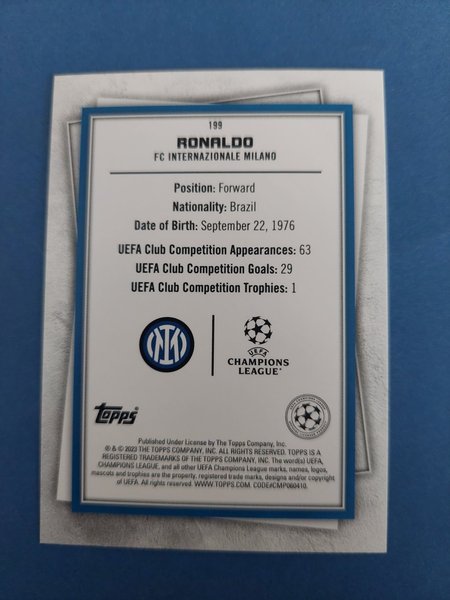 199
RONALDO
FC INTERNAZIONALE MILANO
Position: Forward
Nationality: Brazil
Date of Birth: September 22, 1976
UEFA Club Competition Appearances: 63
UEFA Club Competition Goals: 29
UEFA Club Competition Trophies: 1
UEFA
CHAMPIONS
LEAGUE
Topps
Published Under License by The Topps Company, Inc.
® & © 2023 THE TOPPS COMPANY, INC. ALL RIGHTS RESERVED. TOPPS IS A
REGISTERED TRADEMARKS OF THE TOPPS COMPANY, INC. The word(s) UEFA,
CHAMPIONS LEAGUE, and all other UEFA Champions League marks, names, logos,
mascots and trophies are the property, registered trade marks, designs and/or copyright
of UEFA. All rights reserved. WWW.TOPPS.COM. CODE#CMP060410.